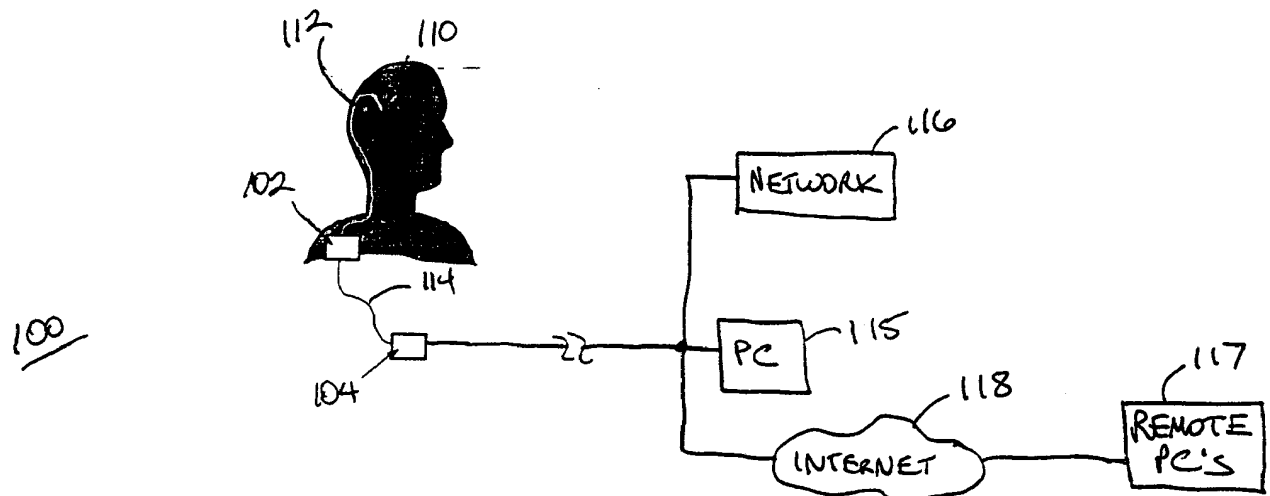 112
110
116
NETWORK
102
114
100
115
PC
104
117
118
REMOTE
PC'S
INTERNET